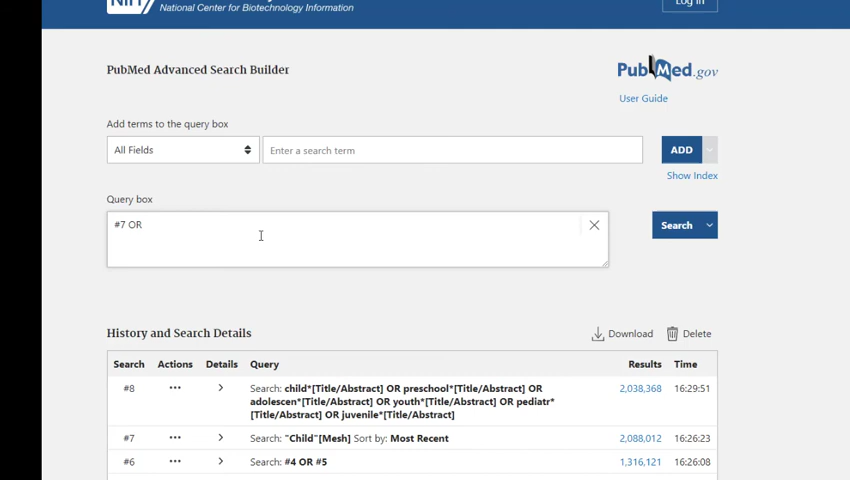 NIH
National Center for Biotechnology Information
Log in
PubMed Advanced Search Builder
PubMed.gov
User Guide
Add terms to the query box
All Fields
Enter a search term
ADD
Show Index
Query box
#7 OR
Search
History and Search Details
Download
Delete
Search Actions Details Query Results Time
#8 Search: child*[Title/Abstract] OR preschool*[Title/Abstract] OR 2,038,368 16:29:51
adolescen*[Title/Abstract] OR youth*[Title/Abstract] OR pediatr*
[Title/Abstract] OR juvenile*[Title/Abstract]
#7 Search: "Child"[Mesh] Sort by: Most Recent 2,088,012 16:26:23
#6 Search: #4 OR #5 1,316,121 16:26:08